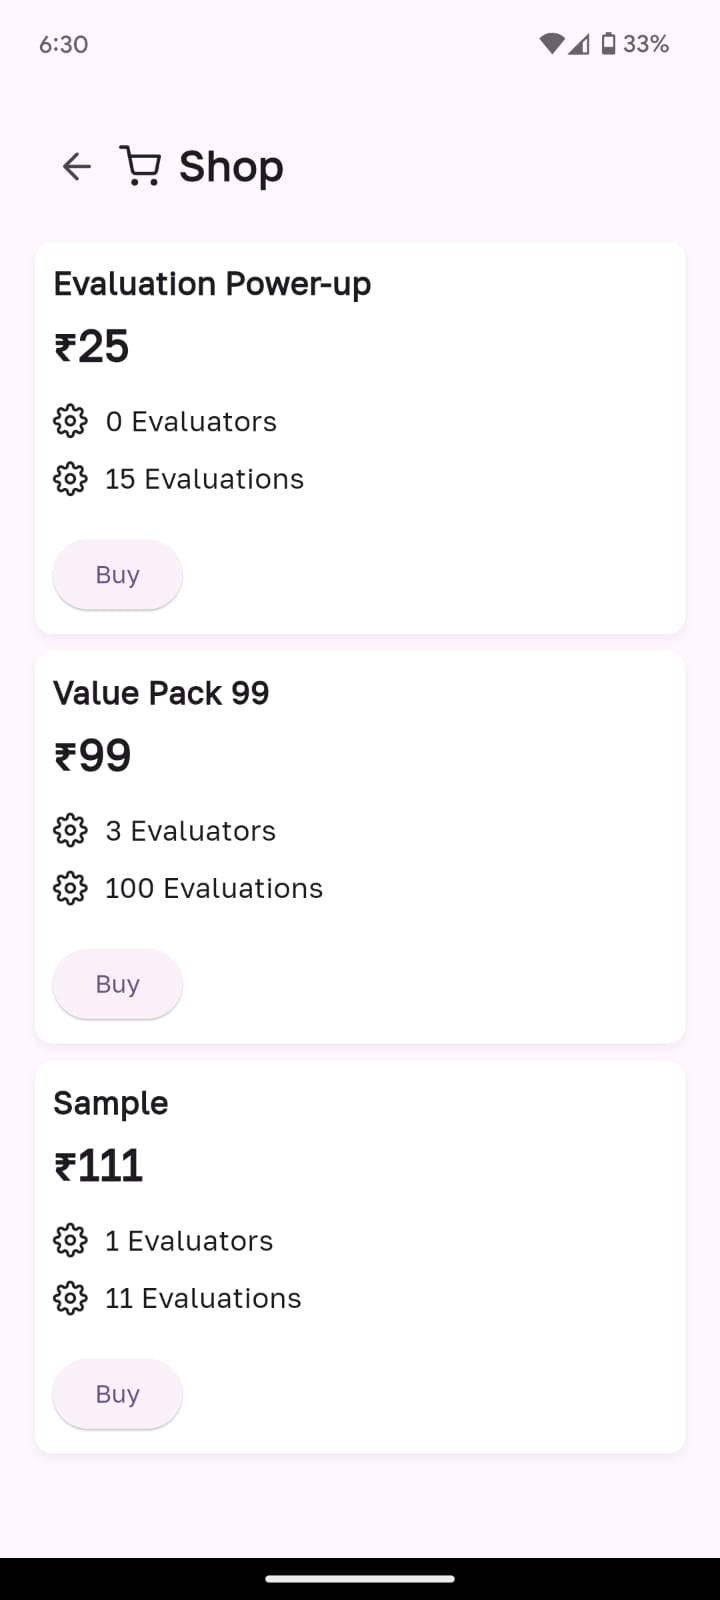 6:30
33%
Shop
Evaluation Power-up
₹25
0 Evaluators
15 Evaluations
Buy
Value Pack 99
₹99
3 Evaluators
100 Evaluations
Buy
Sample
₹111
1 Evaluators
11 Evaluations
Buy